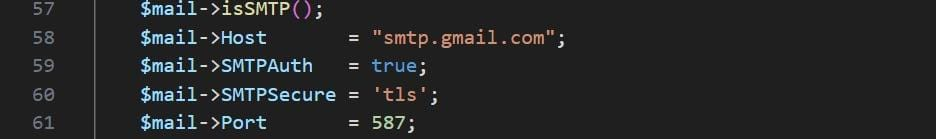 57 $mail->isSMTP();
58 $mail->Host       = "smtp.gmail.com";
59 $mail->SMTPAuth   = true;
60 $mail->SMTPSecure = 'tls';
61 $mail->Port       = 587;